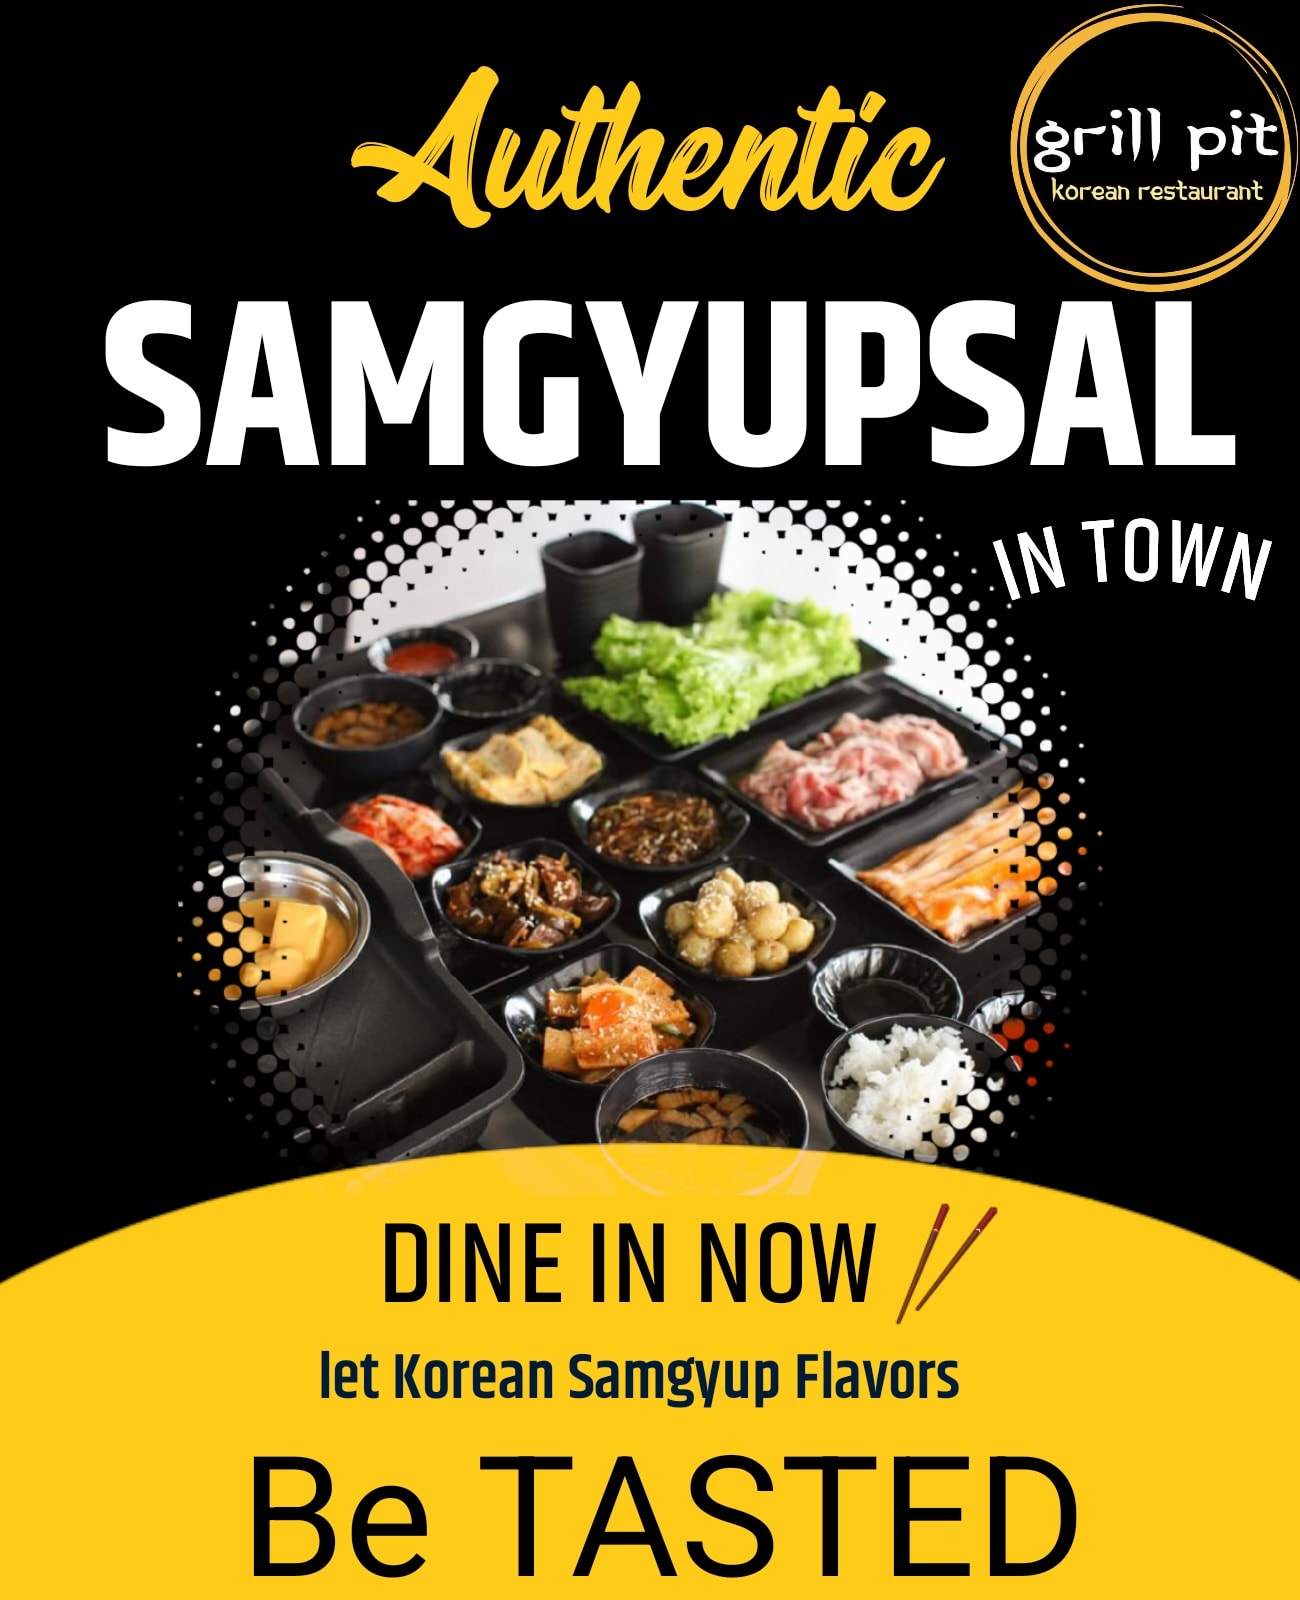 Authentic
grill pit
korean restaurant
SAMGYUPSAL
IN TOWN
DINE IN NOW
let Korean Samgyup Flavors
Be TASTED